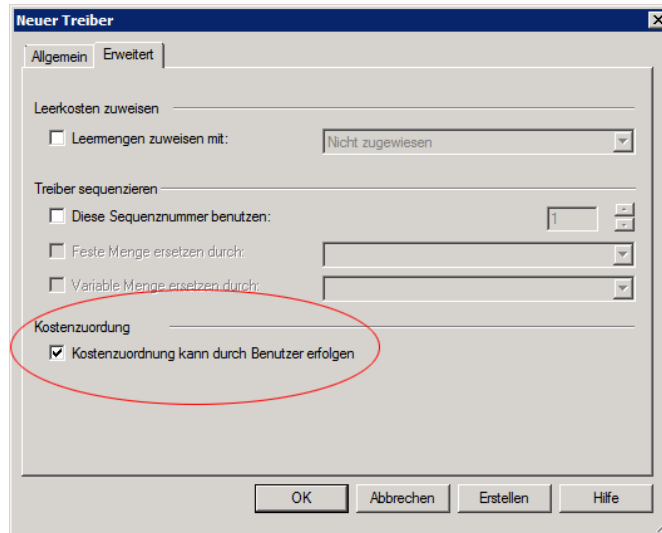 Neuer Treiber
Allgemein Erweitert
Leerkosten zuweisen
Leermengen zuweisen mit: Nicht zugewiesen
Treiber sequenzieren
Diese Sequenznummer benutzen: 1
Feste Menge ersetzen durch:
Variable Menge ersetzen durch:
Kostenzuordung
Kostenzuordnung kann durch Benutzer erfolgen
OK Abbrechen Erstellen Hilfe